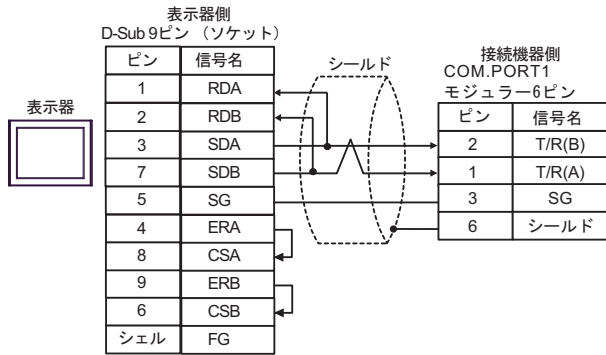 表示器側
D-Sub 9ピン （ソケット）
ピン 信号名
1 RDA
2 RDB
3 SDA
7 SDB
5 SG
4 ERA
8 CSA
9 ERB
6 CSB
シェル FG
表示器
シールド
接続機器側
COM.PORT1
モジュラー6ピン
ピン 信号名
2 T/R(B)
1 T/R(A)
3 SG
6 シールド